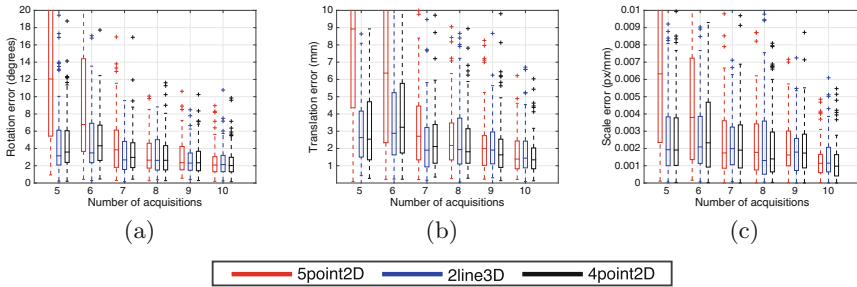 Rotation error (degrees)
20
18
16
14
12
10
8
6
4
2
0
5 6 7 8 9 10
Number of acquisitions
(a)
Translation error (mm)
10
9
8
7
6
5
4
3
2
1
5 6 7 8 9 10
Number of acquisitions
(b)
Scale error (px/mm)
0.01
0.009
0.008
0.007
0.006
0.005
0.004
0.003
0.002
0.001
0
5 6 7 8 9 10
Number of acquisitions
(c)
5point2D 2line3D 4point2D